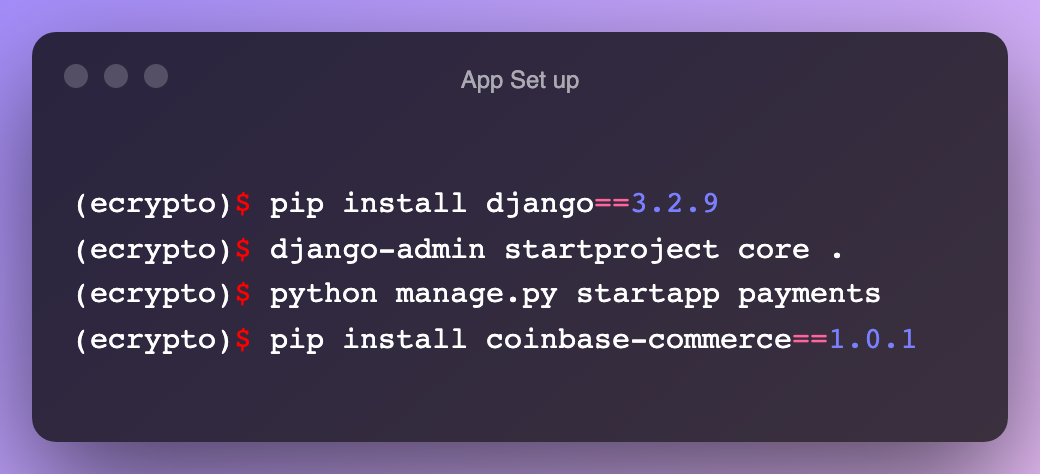 App Set up
(ecrypto)$ pip install django==3.2.9
(ecrypto)$ django-admin startproject core .
(ecrypto)$ python manage.py startapp payments
(ecrypto)$ pip install coinbase-commerce==1.0.1